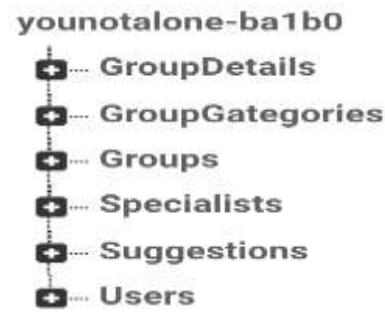 younotalone-ba1b0
GroupDetails
GroupGategories
Groups
Specialists
Suggestions
Users